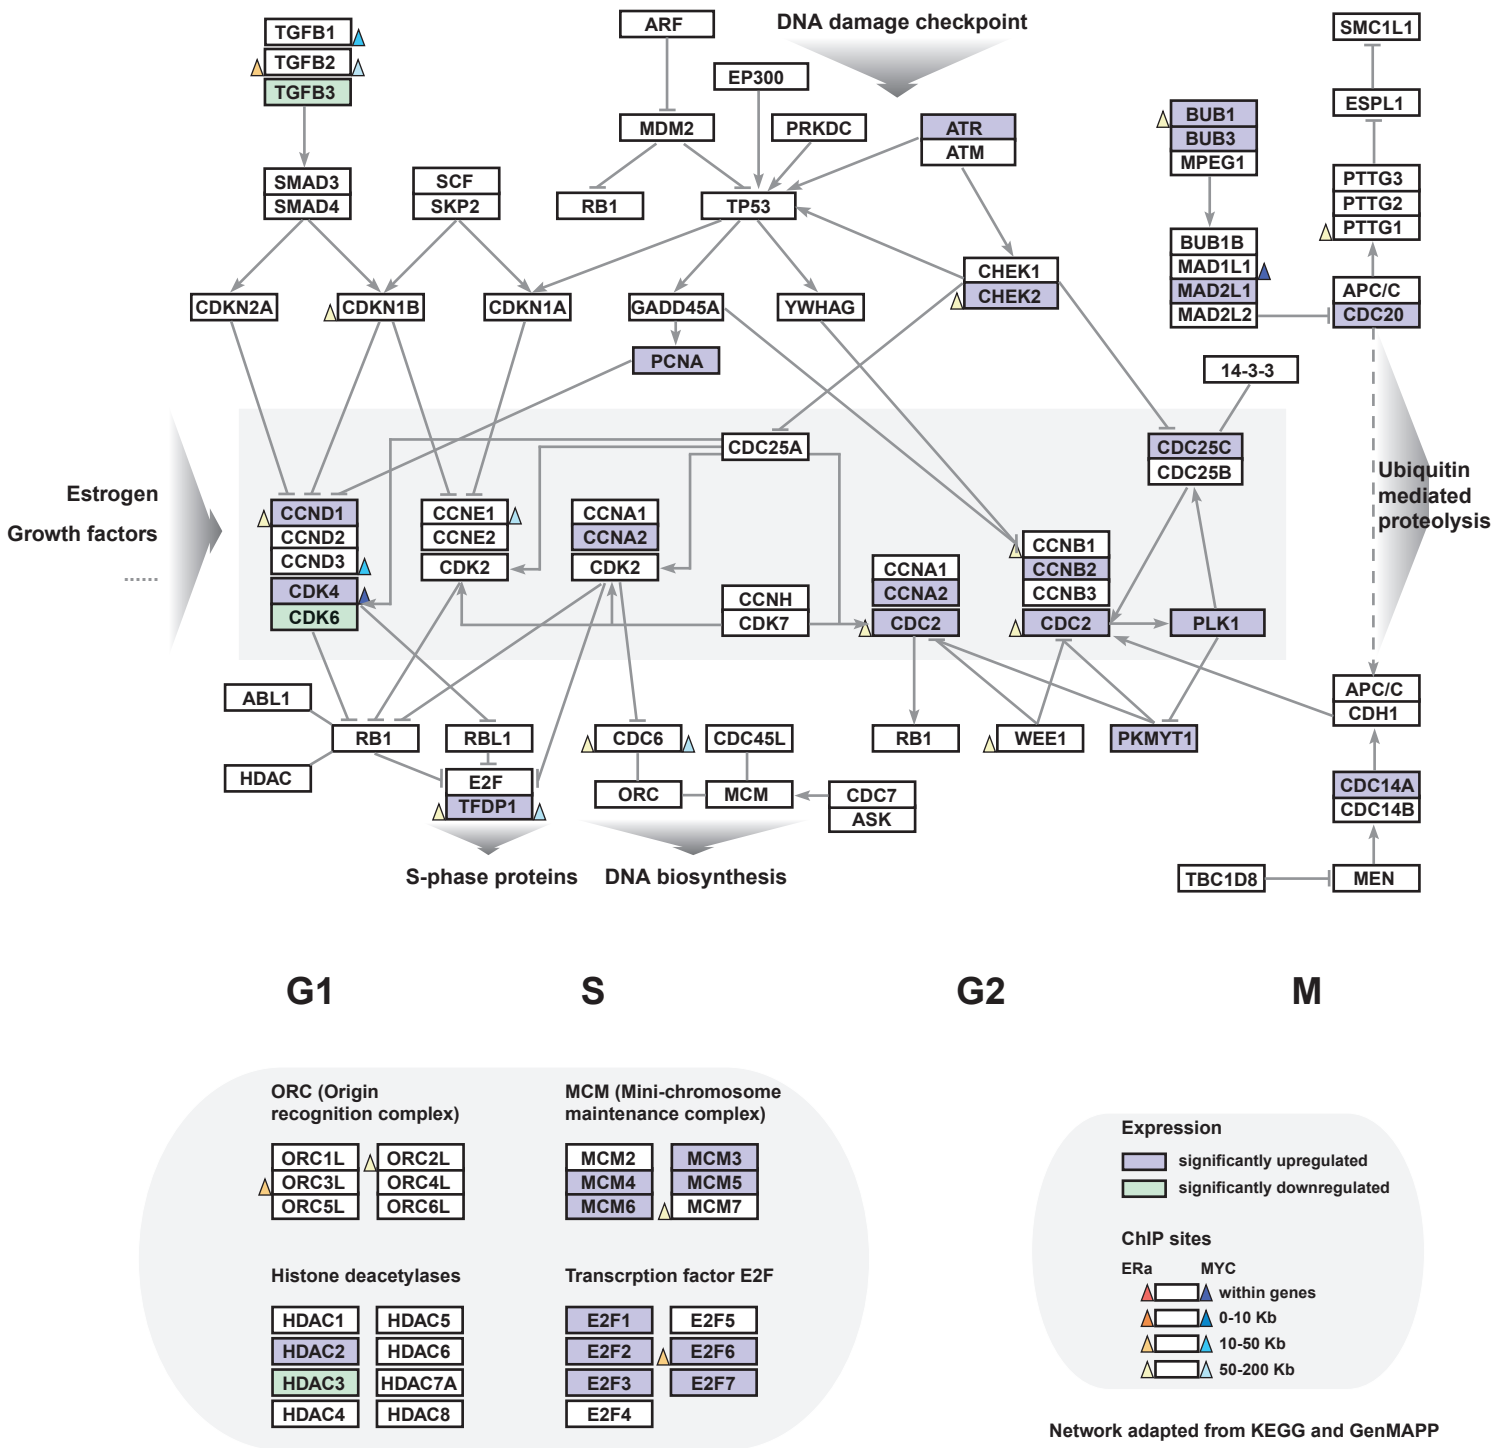 TGFB1
TGFB2
TGFB3
ARF
DNA damage checkpoint
SMC1L1
EP300
ESPL1
MDM2
PRKDC
ATR
ATM
BUB1
BUB3
MPEG1
SMAD3
SMAD4
SCF
SKP2
RB1
TP53
PTTG3
PTTG2
PTTG1
BUB1B
MAD1L1
MAD2L1
MAD2L2
CHEK1
CHEK2
APC/C
CDC20
CDKN2A
CDKN1B
CDKN1A
GADD45A
YWHAG
PCNA
14-3-3
CDC25A
CDC25C
CDC25B
Ubiquitin
mediated
proteolysis
Estrogen
Growth factors
......
CCND1
CCND2
CCND3
CDK4
CDK6
CCNE1
CCNE2
CDK2
CCNA1
CCNA2
CDK2
CCNH
CDK7
CCNA1
CCNA2
CDC2
CCNB1
CCNB2
CCNB3
CDC2
PLK1
ABL1
HDAC
RB1
RBL1
E2F
TFDP1
CDC6
CDC45L
ORC
MCM
CDC7
ASK
RB1
WEE1
PKMYT1
APC/C
CDH1
CDC14A
CDC14B
TBC1D8
MEN
S-phase proteins
DNA biosynthesis
G1
S
G2
M
ORC (Origin
recognition complex)
ORC1L
ORC3L
ORC5L
ORC2L
ORC4L
ORC6L
MCM (Mini-chromosome
maintenance complex)
MCM2
MCM4
MCM6
MCM3
MCM5
MCM7
Histone deacetylases
HDAC1
HDAC2
HDAC3
HDAC4
HDAC5
HDAC6
HDAC7A
HDAC8
Transcrption factor E2F
E2F1
E2F2
E2F3
E2F4
E2F5
E2F6
E2F7
Expression
significantly upregulated
significantly downregulated
ChIP sites
ERa MYC
within genes
0-10 Kb
10-50 Kb
50-200 Kb
Network adapted from KEGG and GenMAPP